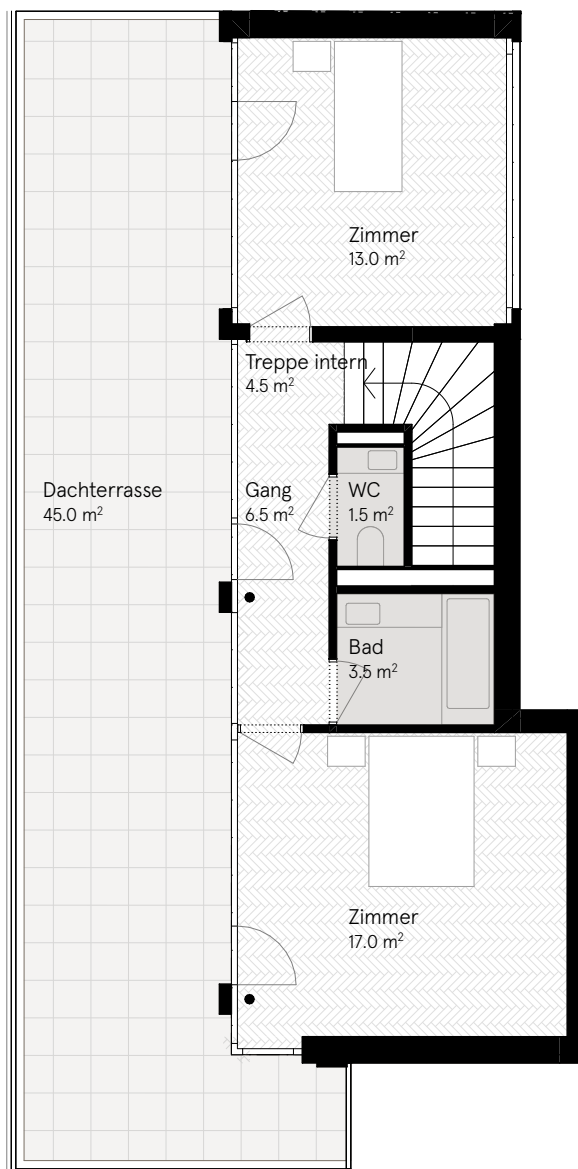 Zimmer
13.0 m²
Treppe intern
4.5 m²
Dachterrasse
45.0 m²
Gang
6.5 m²
WC
1.5 m²
Bad
3.5 m²
Zimmer
17.0 m²